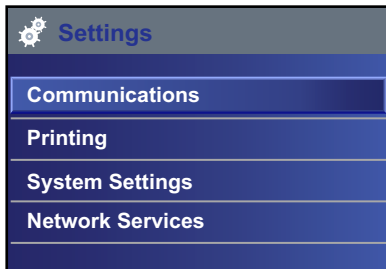 Settings
Communications
Printing
System Settings
Network Services